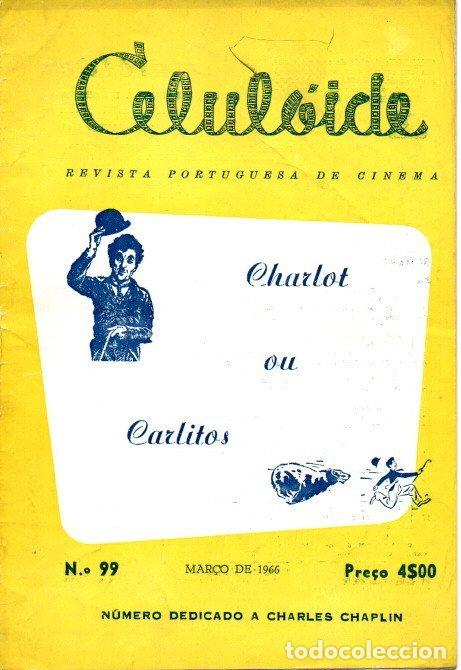 Celulóide
REVISTA PORTUGUESA DE CINEMA
Charlot
ou
Carlitos
N.o 99
MARÇO DE-1966
Preço 4$00
NÚMERO DEDICADO A CHARLES CHAPLIN
todocoleccion